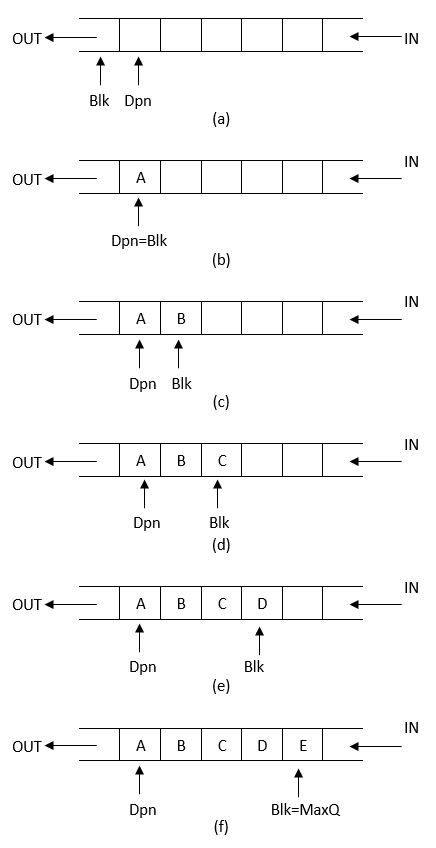 OUT IN
Blk Dpn
(a)
IN
OUT A
Dpn=Blk
(b)
IN
OUT A B
Dpn Blk
(c)
IN
OUT A B C
Dpn Blk
(d)
IN
OUT A B C D
Dpn Blk
(e)
IN
OUT A B C D E
Dpn Blk=MaxQ
(f)